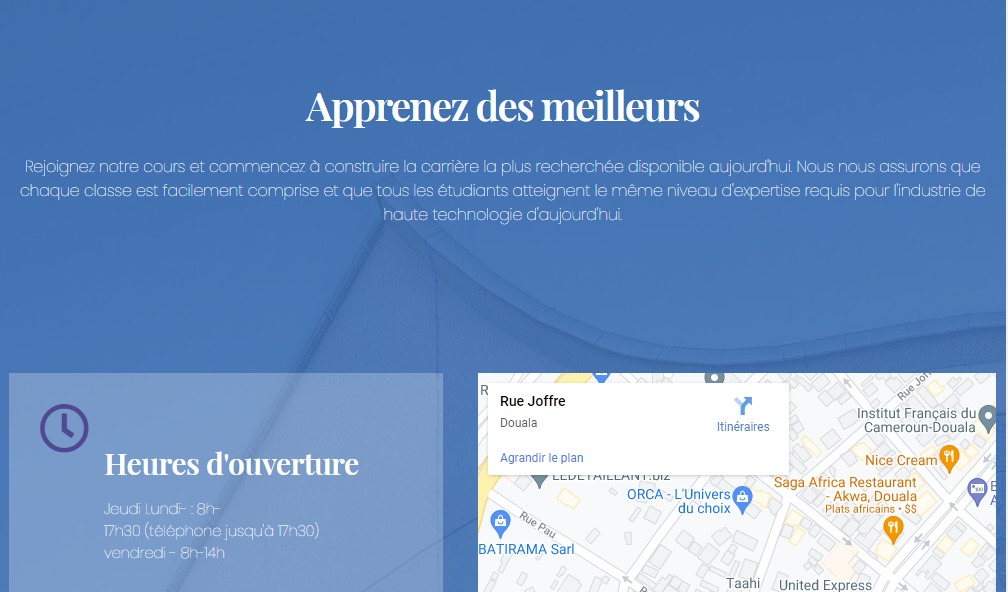 Apprenez des meilleurs
Rejoignez notre cours et commencez à construire la carrière la plus recherchée disponible aujourd'hui. Nous nous assurons que
chaque classe est facilement comprise et que tous les étudiants atteignent le même niveau d'expertise requis pour l'industrie de
haute technologie d'aujourd'hui.
Heures d'ouverture
Jeudi Lundi- : 8h-
17h30 (téléphone jusqu'à 17h30)
vendredi - 8h-14h
Rue Joffre
Douala
Itinéraires
Agrandir le plan
Rue Joff
Institut Français du
Cameroun-Douala
Nice Cream
LEDETAILLANT.biz
Saga Africa Restaurant
- Akwa, Douala
Plats africains • $$
ORCA - L'Univers
du choix
Rue Pau
BATIRAMA Sarl
Taahi
United Express